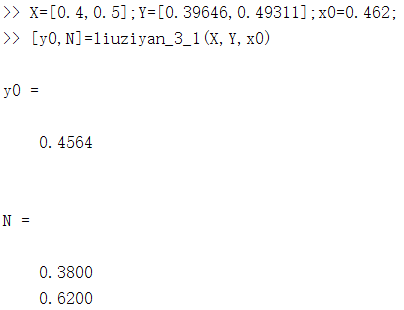 >> X=[0.4,0.5];Y=[0.39646,0.49311];x0=0.462;
>> [y0,N]=liuziyan_3_1(X,Y,x0)
y0 =
0.4564
N =
0.3800
0.6200